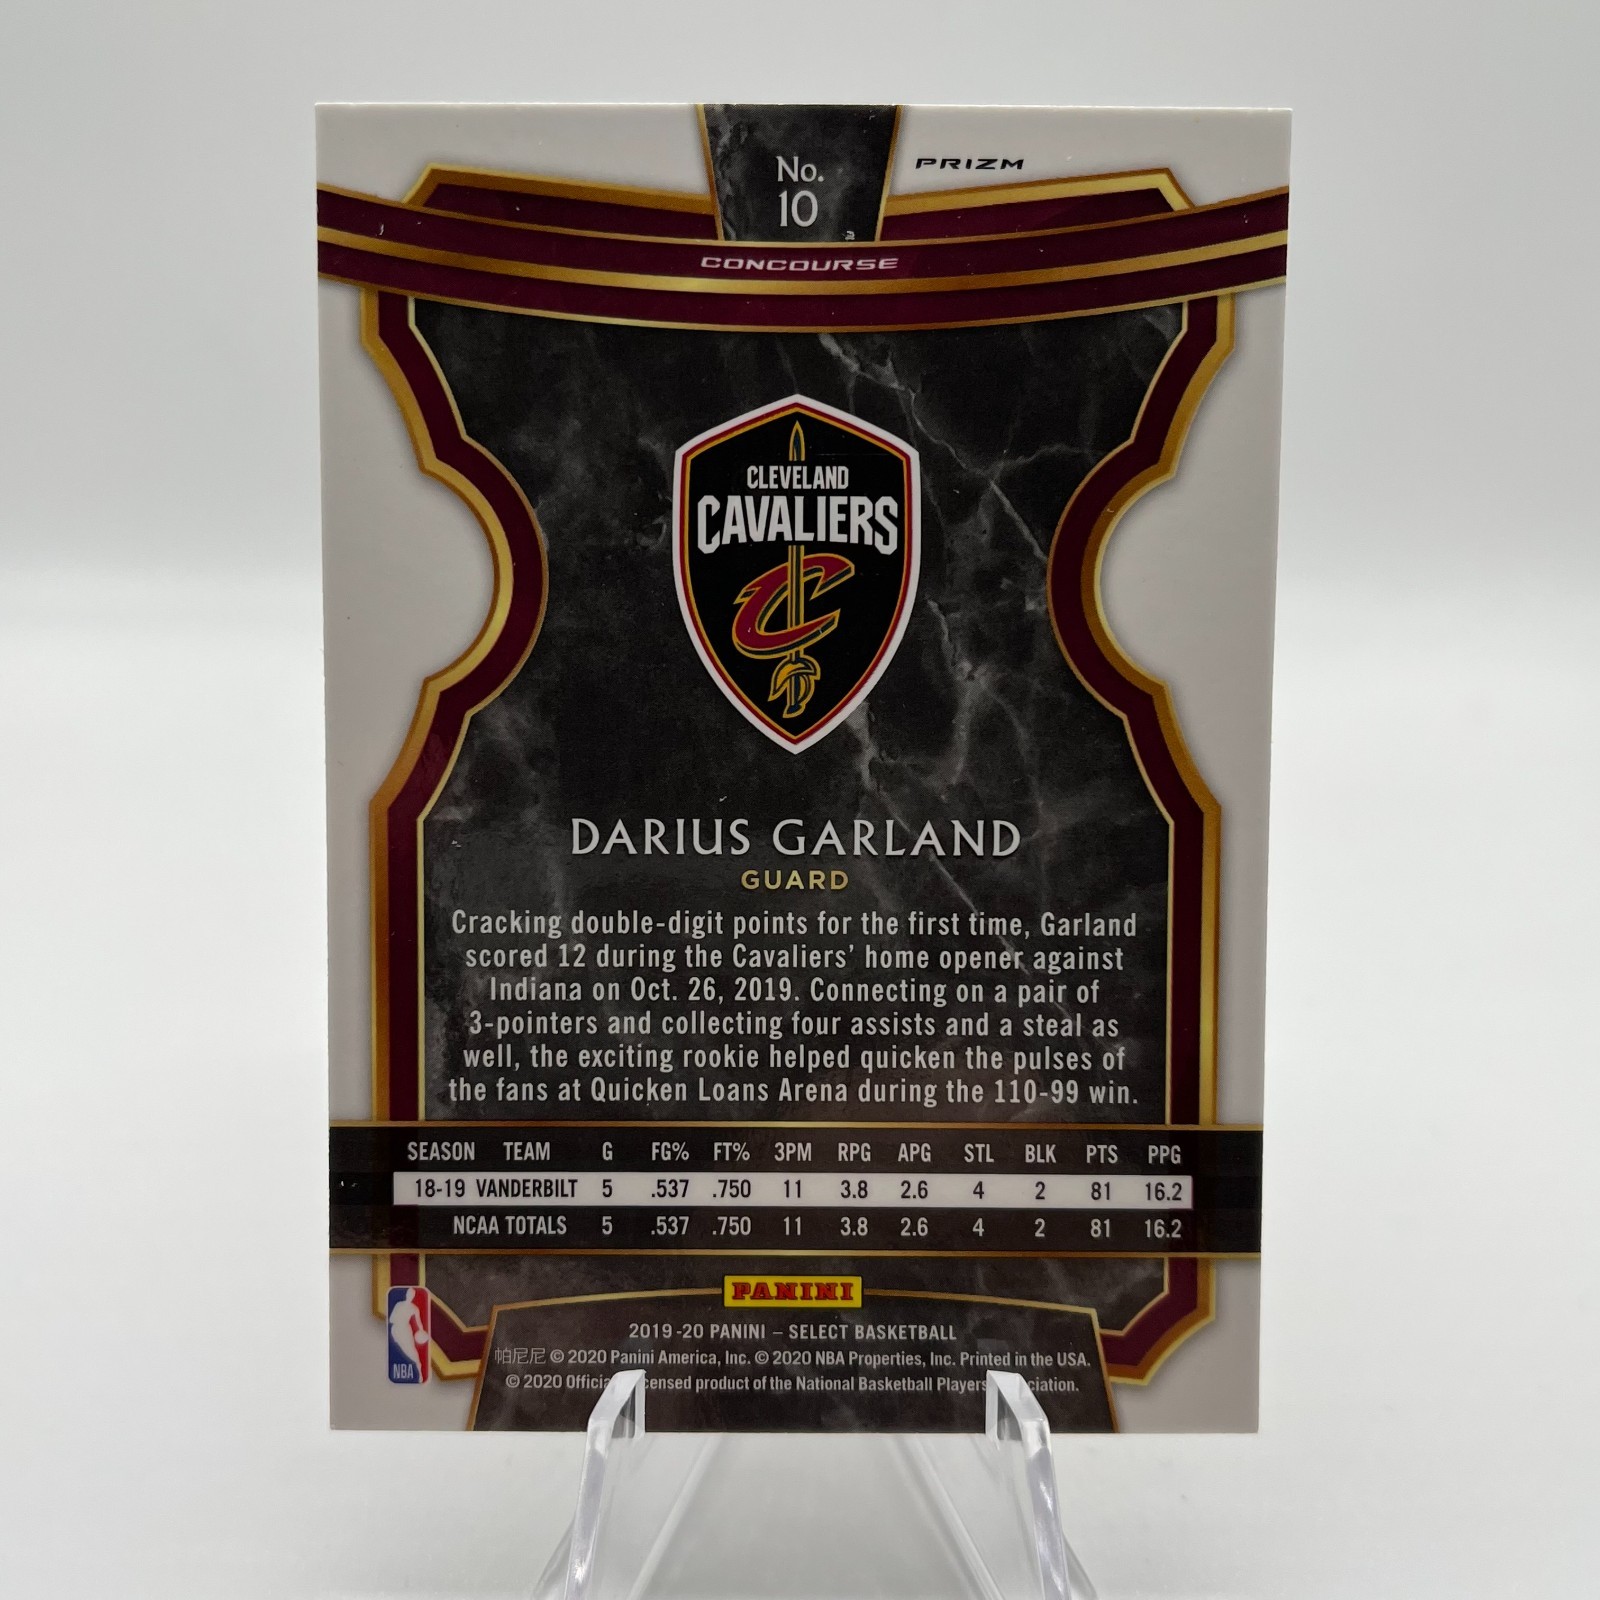 No.
10
PRIZM
CONCOURSE
CLEVELAND
CAVALIERS
DARIUS GARLAND
GUARD
Cracking double-digit points for the first time, Garland
scored 12 during the Cavaliers' home opener against
Indiana on Oct. 26, 2019. Connecting on a pair of
3-pointers and collecting four assists and a steal as
well, the exciting rookie helped quicken the pulses of
the fans at Quicken Loans Arena during the 110-99 win.
SEASON TEAM G FG% FT% 3PM RPG APG STL BLK PTS PPG
18-19 VANDERBILT 5 .537 .750 11 3.8 2.6 4 2 81 16.2
NCAA TOTALS 5 .537 .750 11 3.8 2.6 4 2 81 16.2
PANINI
2019-20 PANINI – SELECT BASKETBALL
帕尼尼 © 2020 Panini America, Inc. © 2020 NBA Properties, Inc. Printed in the USA.
© 2020 product of the National Basketball Players
NBA